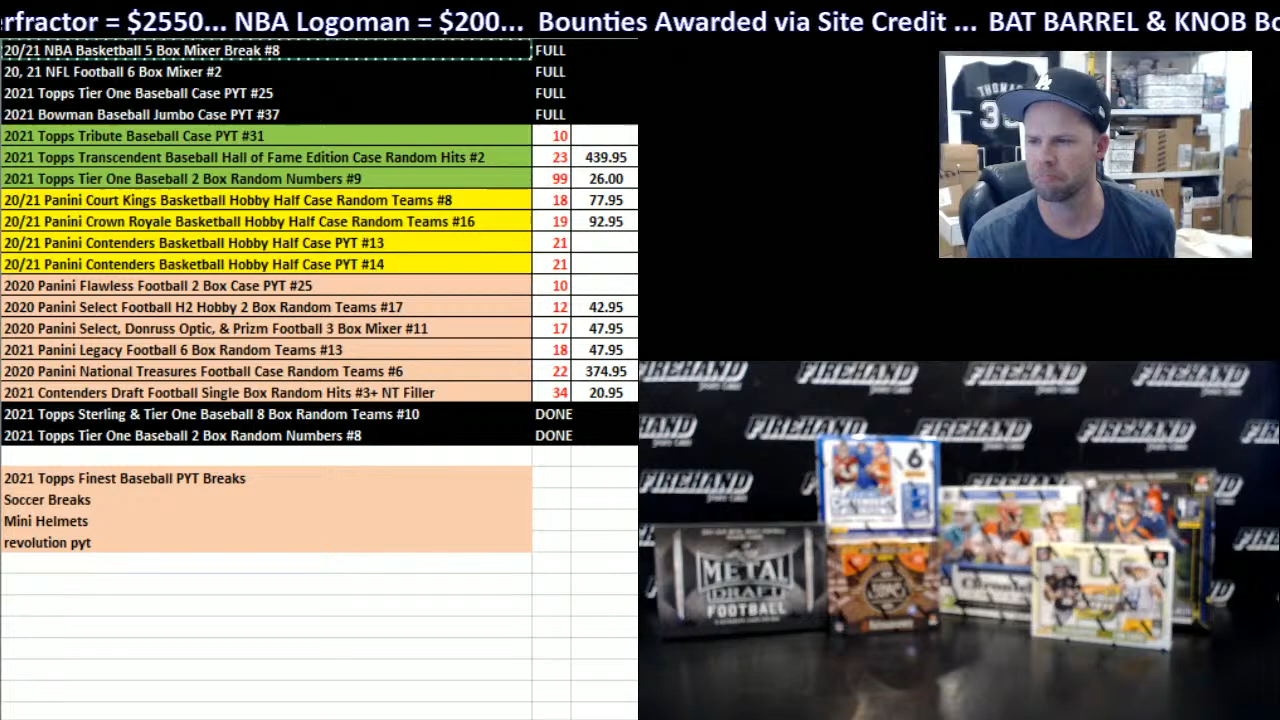 erfractor = $2550... NBA Logoman = $200... Bounties Awarded via Site Credit ... BAT BARREL & KNOB Bo
20/21 NBA Basketball 5 Box Mixer Break #8 FULL
20, 21 NFL Football 6 Box Mixer #2 FULL
2021 Topps Tier One Baseball Case PYT #25 FULL
2021 Bowman Baseball Jumbo Case PYT #37 FULL
2021 Topps Tribute Baseball Case PYT #31 10
2021 Topps Transcendent Baseball Hall of Fame Edition Case Random Hits #2 23 439.95
2021 Topps Tier One Baseball 2 Box Random Numbers #9 99 26.00
20/21 Panini Court Kings Basketball Hobby Half Case Random Teams #8 18 77.95
20/21 Panini Crown Royale Basketball Hobby Half Case Random Teams #16 19 92.95
20/21 Panini Contenders Basketball Hobby Half Case PYT #13 21
20/21 Panini Contenders Basketball Hobby Half Case PYT #14 21
2020 Panini Flawless Football 2 Box Case PYT #25 10
2020 Panini Select Football H2 Hobby 2 Box Random Teams #17 12 42.95
2020 Panini Select, Donruss Optic, & Prizm Football 3 Box Mixer #11 17 47.95
2021 Panini Legacy Football 6 Box Random Teams #13 18 47.95
2020 Panini National Treasures Football Case Random Teams #6 22 374.95
2021 Contenders Draft Football Single Box Random Hits #3+ NT Filler 34 20.95
2021 Topps Sterling & Tier One Baseball 8 Box Random Teams #10 DONE
2021 Topps Tier One Baseball 2 Box Random Numbers #8 DONE
2021 Topps Finest Baseball PYT Breaks
Soccer Breaks
Mini Helmets
revolution pyt
THOMAS
FIREHAND
FIREHAND
FIREHAND
FIREHAND
FIREHAND
FIREHAND
6
METAL
DRAFT
FOOTBALL